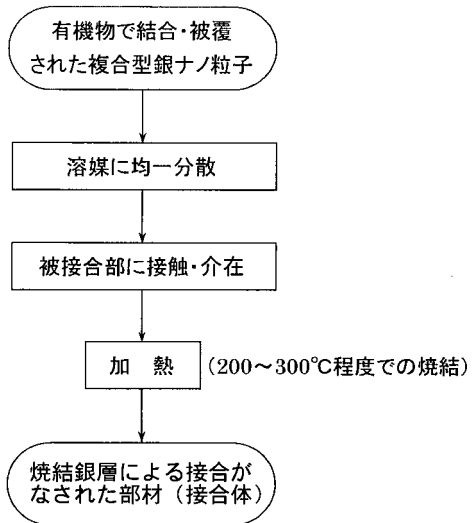 有機物で結合・被覆
された複合型銀ナノ粒子
溶媒に均一分散
被接合部に接触・介在
加 熱 (200～300℃程度での焼結)
焼結銀層による接合が
なされた部材（接合体）